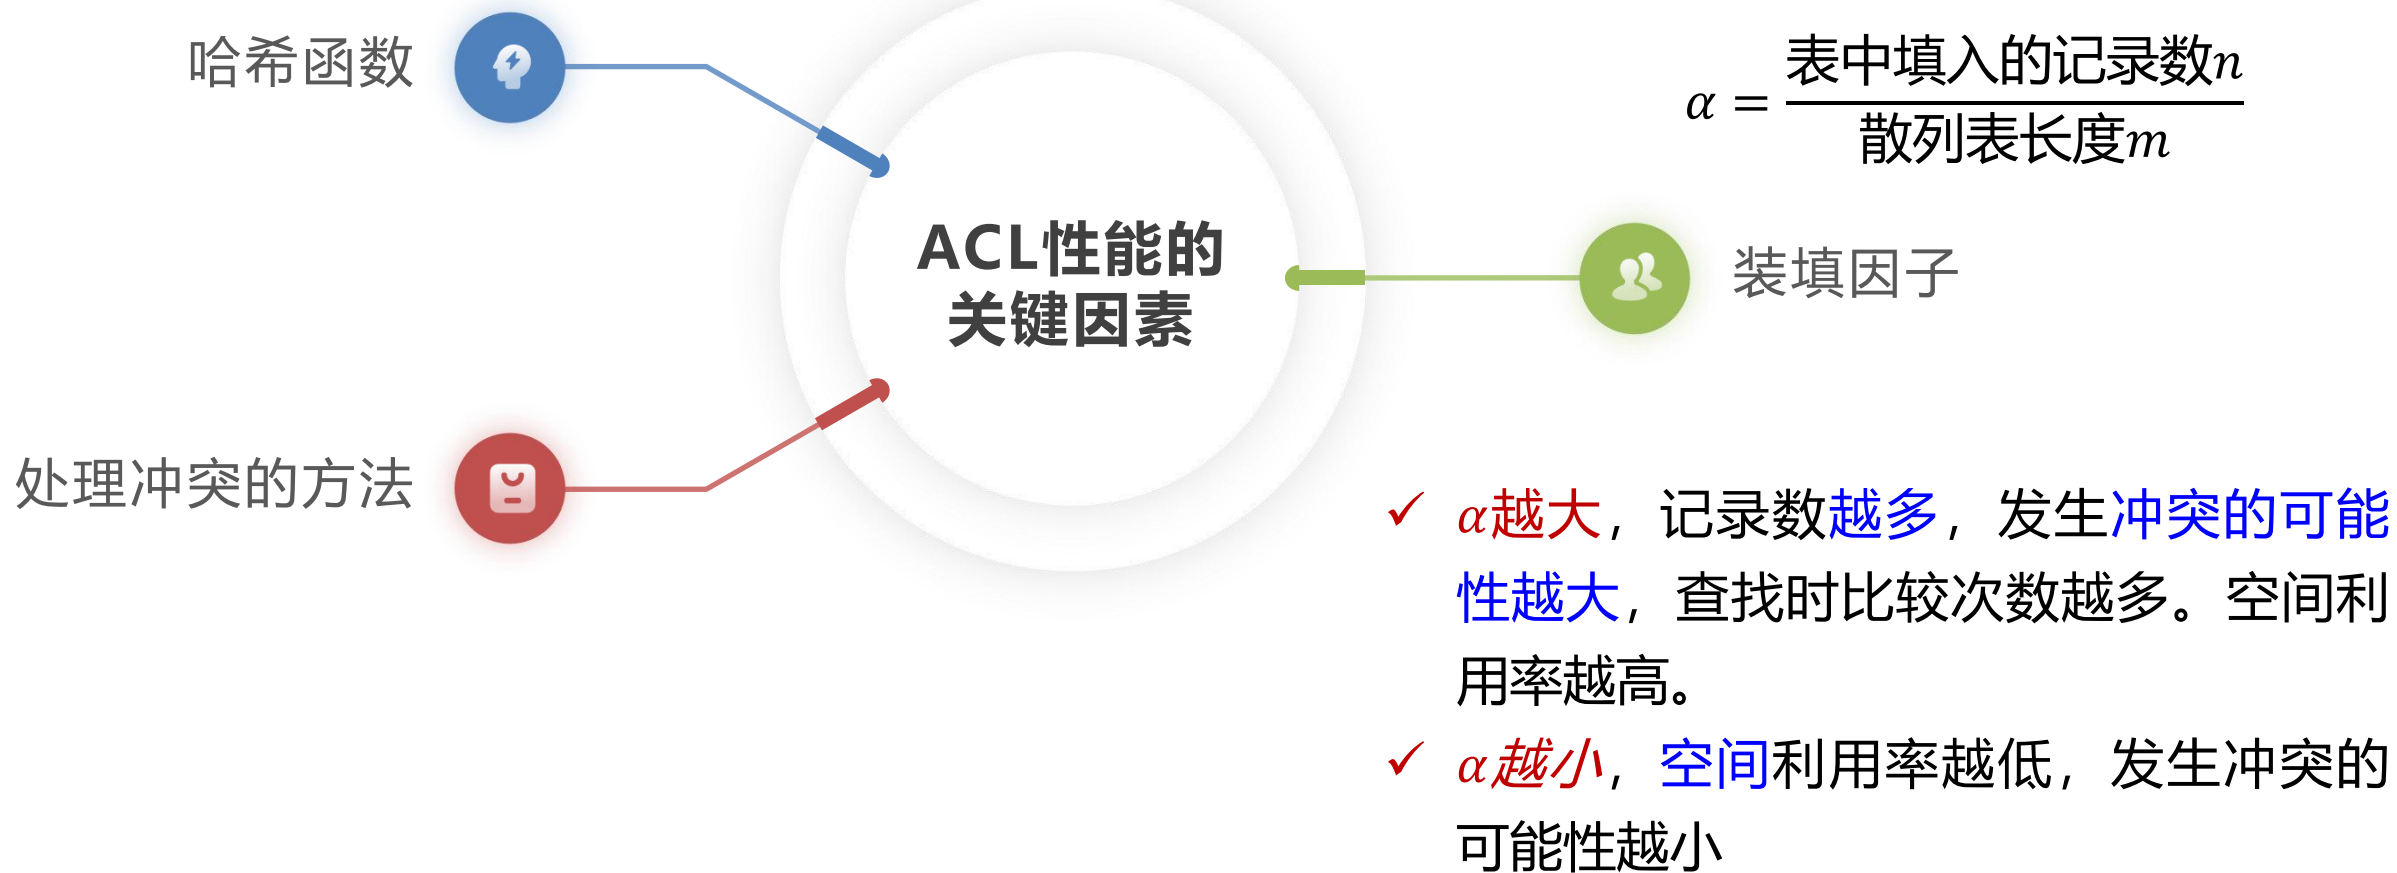 哈希函数
处理冲突的方法
ACL性能的
关键因素
α = 表中填入的记录数n
散列表长度m
装填因子
✓ α越大，记录数越多，发生冲突的可能
性越大，查找时比较次数越多。空间利
用率越高。
✓ α越小，空间利用率越低，发生冲突的
可能性越小